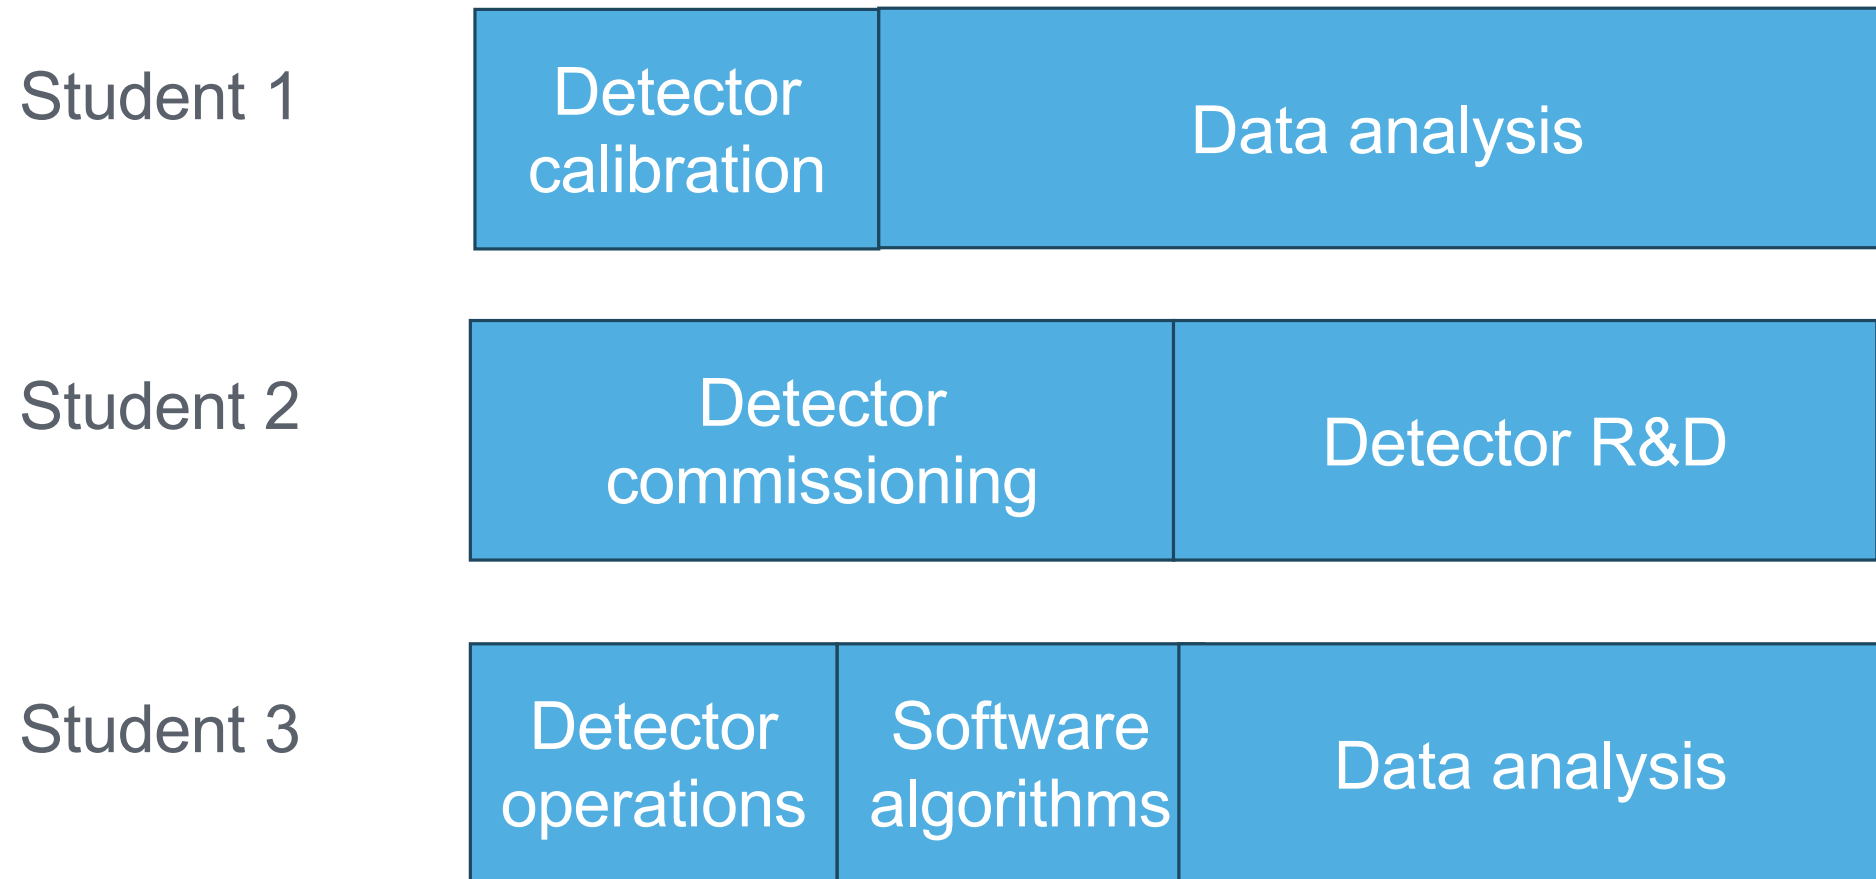 Student 1
Detector
calibration
Data analysis
Student 2
Detector
commissioning
Detector R&D
Student 3
Detector
operations
Software
algorithms
Data analysis